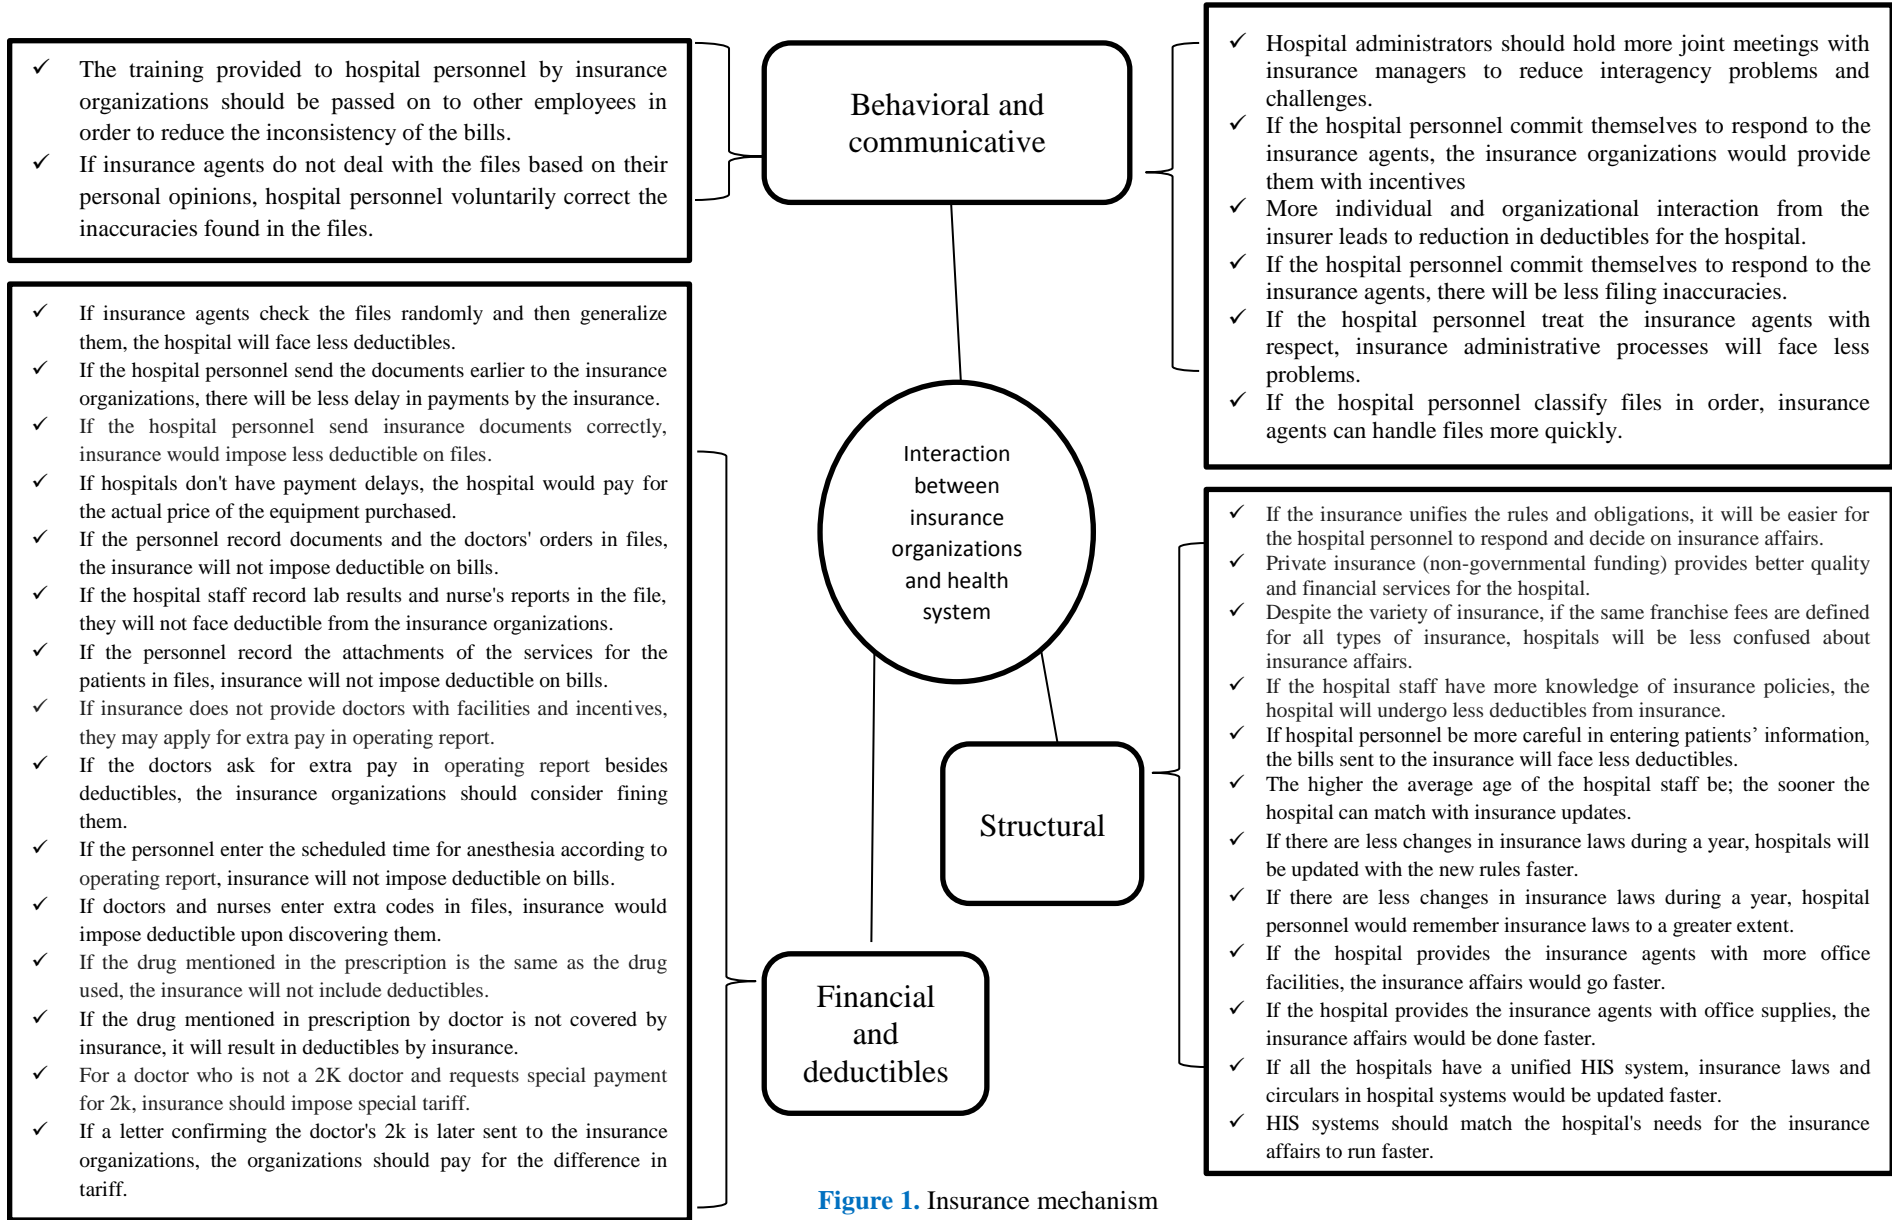 ✓ The training provided to hospital personnel by insurance
organizations should be passed on to other employees in
order to reduce the inconsistency of the bills.
✓ If insurance agents do not deal with the files based on their
personal opinions, hospital personnel voluntarily correct the
inaccuracies found in the files.
Behavioral and
communicative
✓ Hospital administrators should hold more joint meetings with
insurance managers to reduce interagency problems and
challenges.
✓ If the hospital personnel commit themselves to respond to the
insurance agents, the insurance organizations would provide
them with incentives
✓ More individual and organizational interaction from the
insurer leads to reduction in deductibles for the hospital.
✓ If the hospital personnel commit themselves to respond to the
insurance agents, there will be less filing inaccuracies.
✓ If the hospital personnel treat the insurance agents with
respect, insurance administrative processes will face less
problems.
✓ If the hospital personnel classify files in order, insurance
agents can handle files more quickly.
✓ If insurance agents check the files randomly and then generalize
them, the hospital will face less deductibles.
✓ If the hospital personnel send the documents earlier to the insurance
organizations, there will be less delay in payments by the insurance.
✓ If the hospital personnel send insurance documents correctly,
insurance would impose less deductible on files.
✓ If hospitals don't have payment delays, the hospital would pay for
the actual price of the equipment purchased.
✓ If the personnel record documents and the doctors' orders in files,
the insurance will not impose deductible on bills.
✓ If the hospital staff record lab results and nurse's reports in the file,
they will not face deductible from the insurance organizations.
✓ If the personnel record the attachments of the services for the
patients in files, insurance will not impose deductible on bills.
✓ If insurance does not provide doctors with facilities and incentives,
they may apply for extra pay in operating report.
✓ If the doctors ask for extra pay in operating report besides
deductibles, the insurance organizations should consider fining
them.
✓ If the personnel enter the scheduled time for anesthesia according to
operating report, insurance will not impose deductible on bills.
✓ If doctors and nurses enter extra codes in files, insurance would
impose deductible upon discovering them.
✓ If the drug mentioned in the prescription is the same as the drug
used, the insurance will not include deductibles.
✓ If the drug mentioned in prescription by doctor is not covered by
insurance, it will result in deductibles by insurance.
✓ For a doctor who is not a 2K doctor and requests special payment
for 2k, insurance should impose special tariff.
✓ If a letter confirming the doctor's 2k is later sent to the insurance
organizations, the organizations should pay for the difference in
tariff.
Interaction
between
insurance
organizations
and health
system
Structural
Financial
and
deductibles
✓ If the insurance unifies the rules and obligations, it will be easier for
the hospital personnel to respond and decide on insurance affairs.
✓ Private insurance (non-governmental funding) provides better quality
and financial services for the hospital.
✓ Despite the variety of insurance, if the same franchise fees are defined
for all types of insurance, hospitals will be less confused about
insurance affairs.
✓ If the hospital staff have more knowledge of insurance policies, the
hospital will undergo less deductibles from insurance.
✓ If hospital personnel be more careful in entering patients’ information,
the bills sent to the insurance will face less deductibles.
✓ The higher the average age of the hospital staff be; the sooner the
hospital can match with insurance updates.
✓ If there are less changes in insurance laws during a year, hospitals will
be updated with the new rules faster.
✓ If there are less changes in insurance laws during a year, hospital
personnel would remember insurance laws to a greater extent.
✓ If the hospital provides the insurance agents with more office
facilities, the insurance affairs would go faster.
✓ If the hospital provides the insurance agents with office supplies, the
insurance affairs would be done faster.
✓ If all the hospitals have a unified HIS system, insurance laws and
circulars in hospital systems would be updated faster.
✓ HIS systems should match the hospital's needs for the insurance
affairs to run faster.
Figure 1. Insurance mechanism